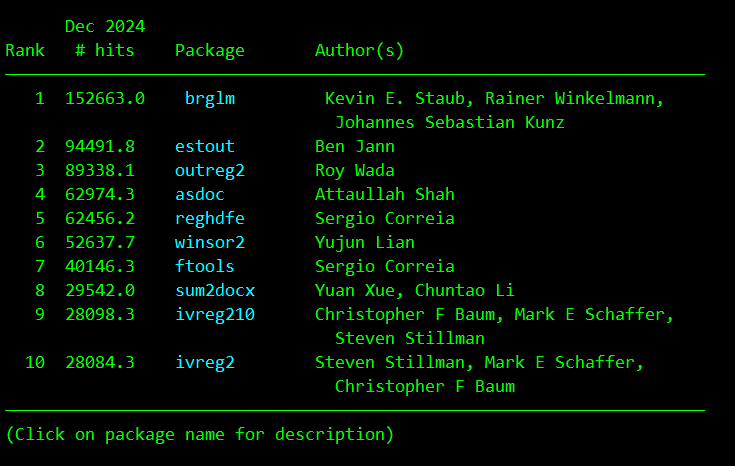 Dec 2024
Rank # hits Package Author(s)
1 152663.0 brglm Kevin E. Staub, Rainer Winkelmann,
Johannes Sebastian Kunz
2 94491.8 estout Ben Jann
3 89338.1 outreg2 Roy Wada
4 62974.3 asdoc Attaullah Shah
5 62456.2 reghdfe Sergio Correia
6 52637.7 winsor2 Yujun Lian
7 40146.3 ftools Sergio Correia
8 29542.0 sum2docx Yuan Xue, Chuntao Li
9 28098.3 ivreg210 Christopher F Baum, Mark E Schaffer,
Steven Stillman
10 28084.3 ivreg2 Steven Stillman, Mark E Schaffer,
Christopher F Baum
(Click on package name for description)